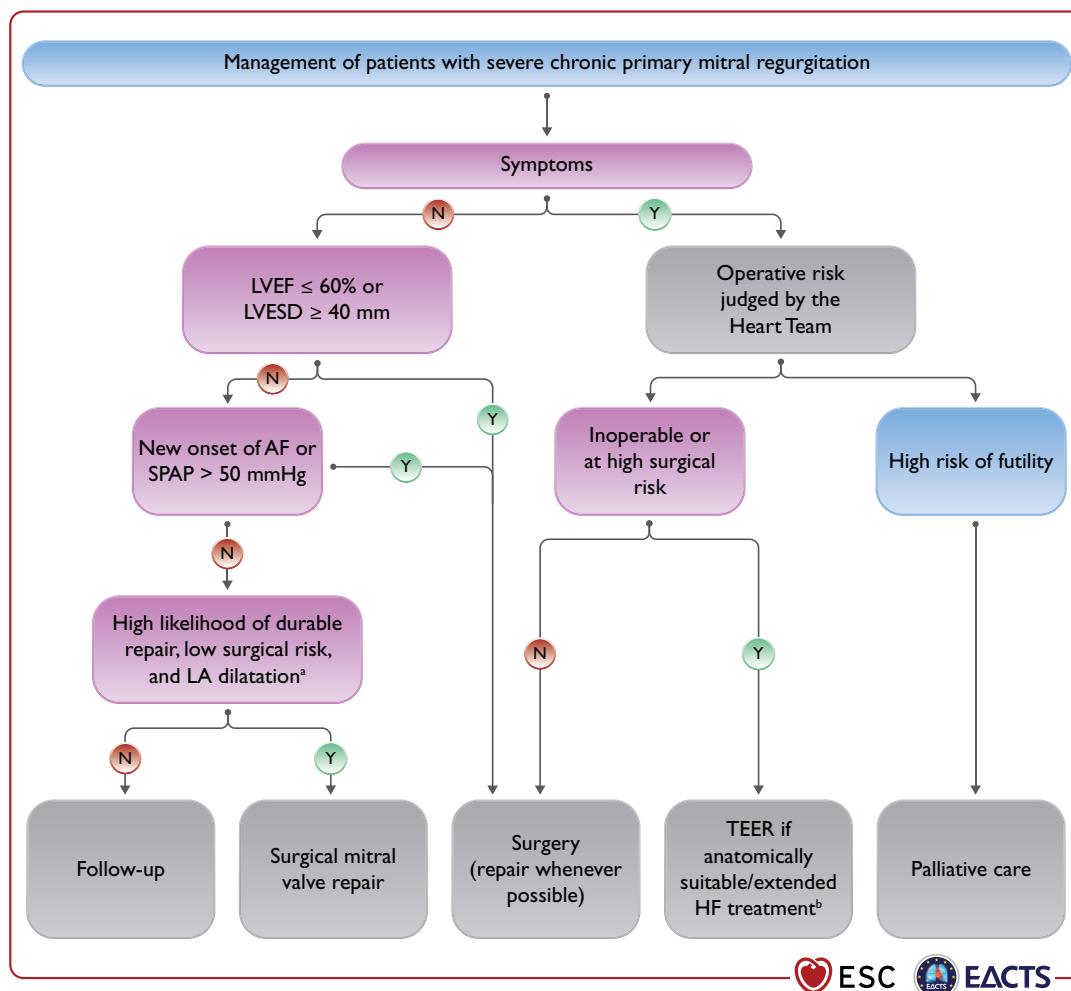 Management of patients with severe chronic primary mitral regurgitation
Symptoms
N
Y
LVEF ≤ 60% or
LVESD ≥ 40 mm
Operative risk
judged by the
Heart Team
N
Y
New onset of AF or
SPAP > 50 mmHg
Y
Inoperable or
at high surgical
risk
High risk of futility
N
High likelihood of durable
repair, low surgical risk,
and LA dilatationᵃ
N
Y
N
Y
Follow-up
Surgical mitral
valve repair
Surgery
(repair whenever
possible)
TEER if
anatomically
suitable/extended
HF treatmentᵇ
Palliative care
ESC
EACTS
EΔCTS